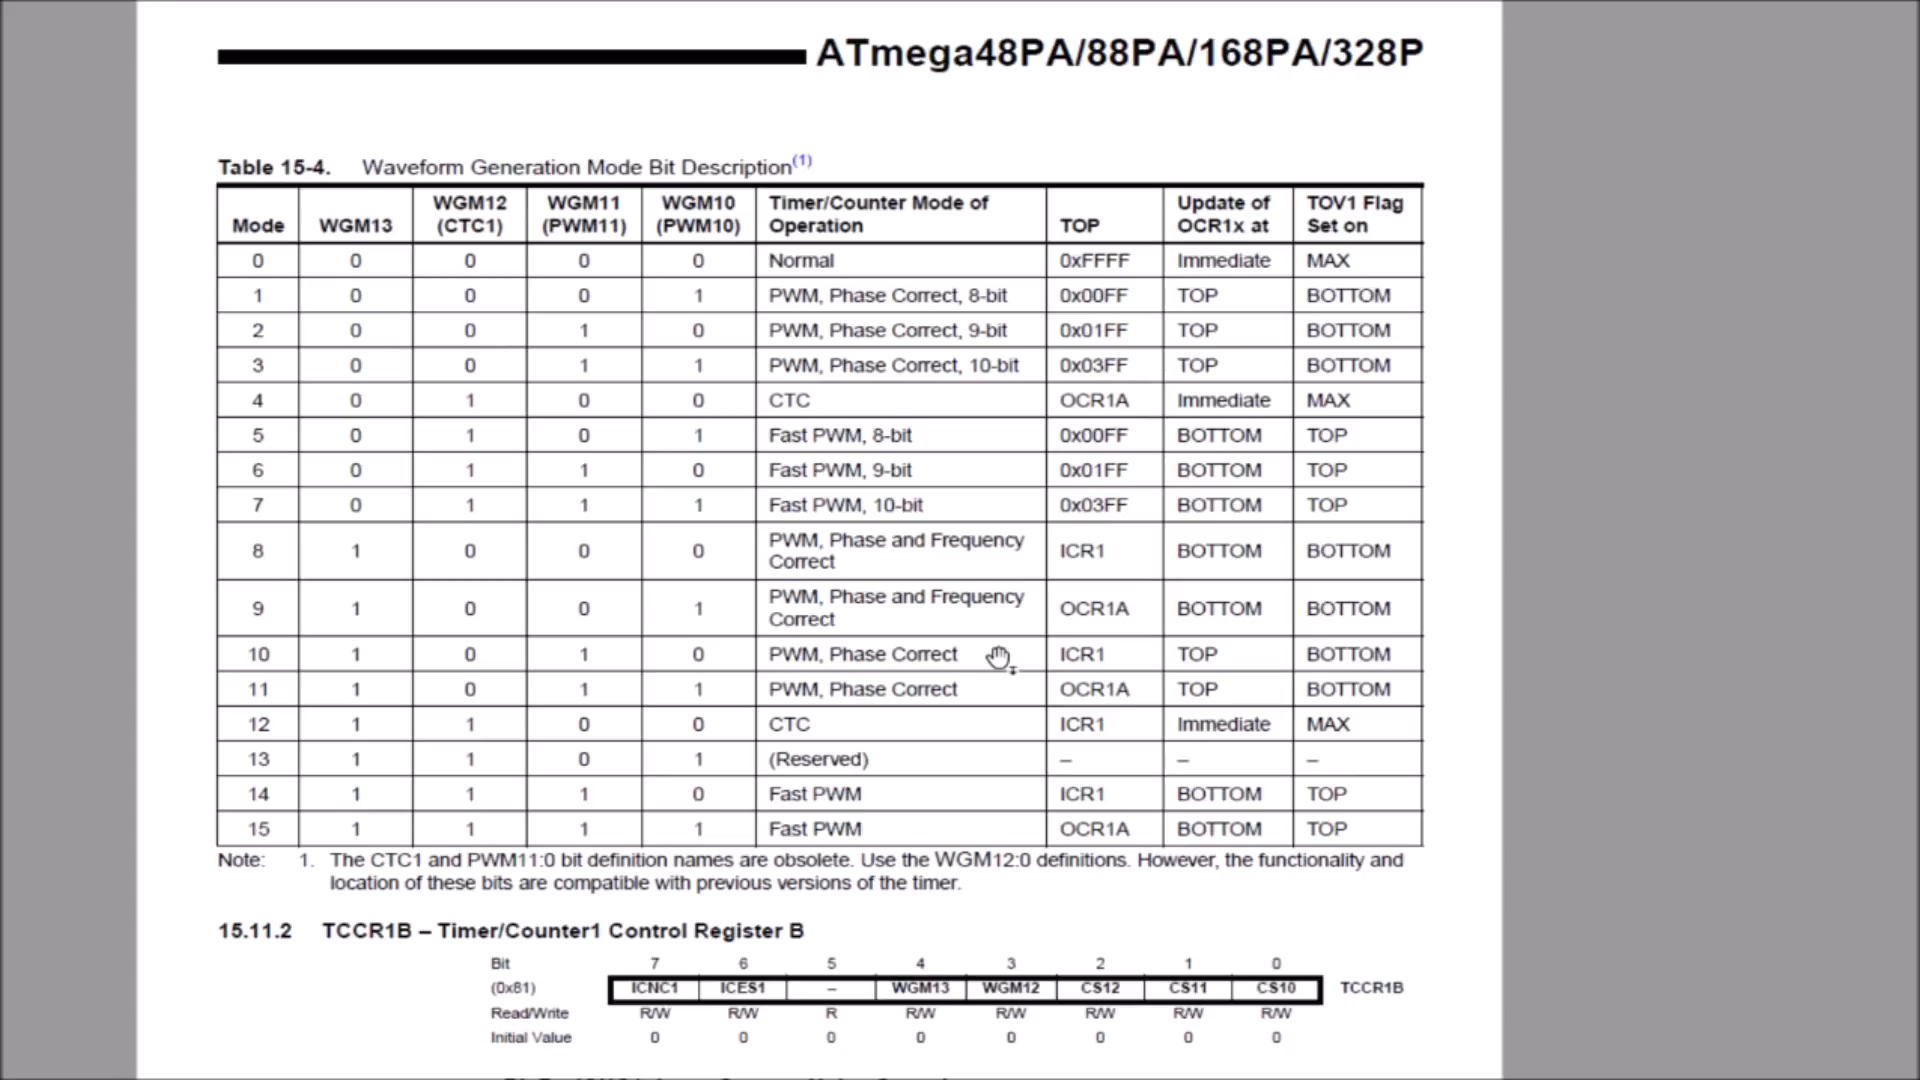 ATmega48PA/88PA/168PA/328P
Table 15-4. Waveform Generation Mode Bit Description(1)
Mode WGM13 WGM12 (CTC1) WGM11 (PWM11) WGM10 (PWM10) Timer/Counter Mode of Operation TOP Update of OCR1x at TOV1 Flag Set on
0 0 0 0 0 Normal 0xFFFF Immediate MAX
1 0 0 0 1 PWM, Phase Correct, 8-bit 0x00FF TOP BOTTOM
2 0 0 1 0 PWM, Phase Correct, 9-bit 0x01FF TOP BOTTOM
3 0 0 1 1 PWM, Phase Correct, 10-bit 0x03FF TOP BOTTOM
4 0 1 0 0 CTC OCR1A Immediate MAX
5 0 1 0 1 Fast PWM, 8-bit 0x00FF BOTTOM TOP
6 0 1 1 0 Fast PWM, 9-bit 0x01FF BOTTOM TOP
7 0 1 1 1 Fast PWM, 10-bit 0x03FF BOTTOM TOP
8 1 0 0 0 PWM, Phase and Frequency Correct ICR1 BOTTOM BOTTOM
9 1 0 0 1 PWM, Phase and Frequency Correct OCR1A BOTTOM BOTTOM
10 1 0 1 0 PWM, Phase Correct ICR1 TOP BOTTOM
11 1 0 1 1 PWM, Phase Correct OCR1A TOP BOTTOM
12 1 1 0 0 CTC ICR1 Immediate MAX
13 1 1 0 1 (Reserved) – – –
14 1 1 1 0 Fast PWM ICR1 BOTTOM TOP
15 1 1 1 1 Fast PWM OCR1A BOTTOM TOP
Note: 1. The CTC1 and PWM11:0 bit definition names are obsolete. Use the WGM12:0 definitions. However, the functionality and
location of these bits are compatible with previous versions of the timer.
15.11.2 TCCR1B – Timer/Counter1 Control Register B
Bit 7 6 5 4 3 2 1 0
(0x81) ICNC1 ICES1 – WGM13 WGM12 CS12 CS11 CS10 TCCR1B
Read/Write R/W R/W R R/W R/W R/W R/W R/W
Initial Value 0 0 0 0 0 0 0 0